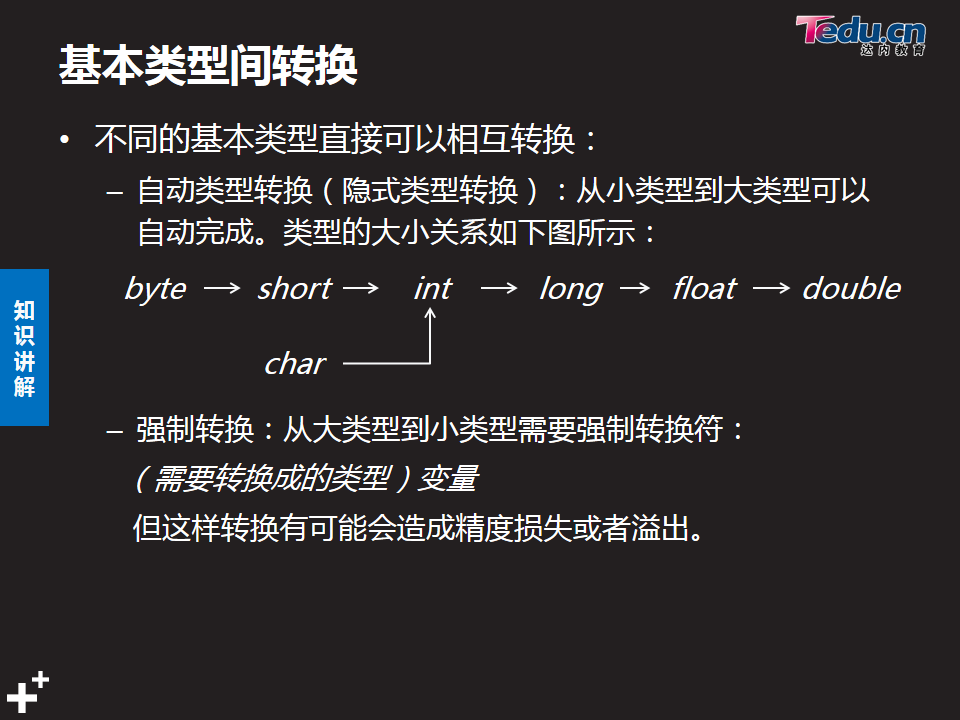 Tedu.cn
达内教育
基本类型间转换
• 不同的基本类型直接可以相互转换：
– 自动类型转换（隐式类型转换）：从小类型到大类型可以
自动完成。类型的大小关系如下图所示：
byte → short → int → long → float → double
char
知识讲解
– 强制转换：从大类型到小类型需要强制转换符：
（需要转换成的类型）变量
但这样转换有可能会造成精度损失或者溢出。